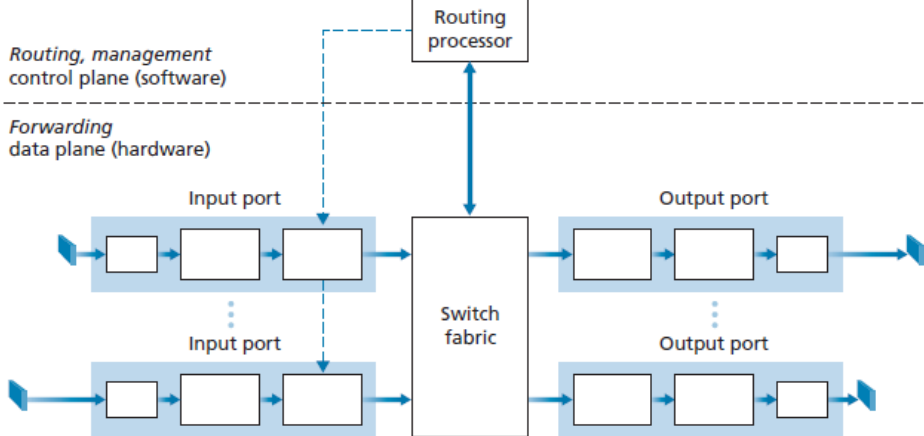 Routing
processor
Routing, management
control plane (software)
Forwarding
data plane (hardware)
Input port
Output port
Switch
fabric
Input port
Output port